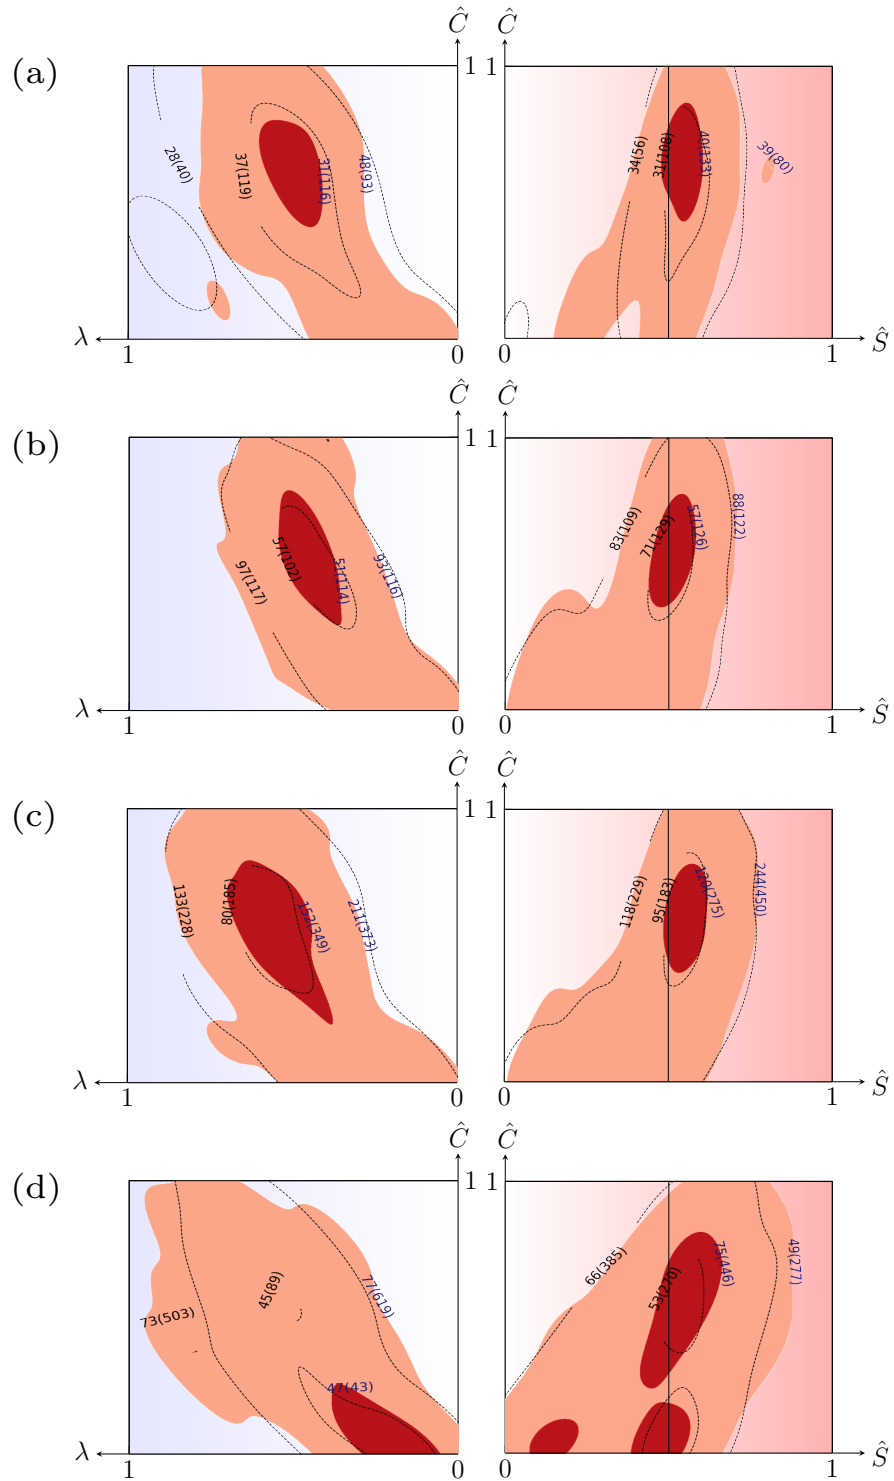 Ĉ Ĉ
(a) 1 1
28(40) 37(119) 31(116) 48(93) 34(56) 31(108) 40(133) 39(80)
λ 1 0 0 1 Ŝ
Ĉ Ĉ
(b) 1 1
97(117) 57(102) 51(114) 93(116) 83(109) 71(129) 57(126) 88(122)
λ 1 0 0 1 Ŝ
Ĉ Ĉ
(c) 1 1
133(228) 80(185) 152(349) 211(373) 118(229) 95(183) 120(275) 244(450)
λ 1 0 0 1 Ŝ
Ĉ Ĉ
(d) 1 1
73(503) 45(89) 47(43) 77(619) 66(385) 53(270) 75(446) 49(277)
λ 1 0 0 1 Ŝ